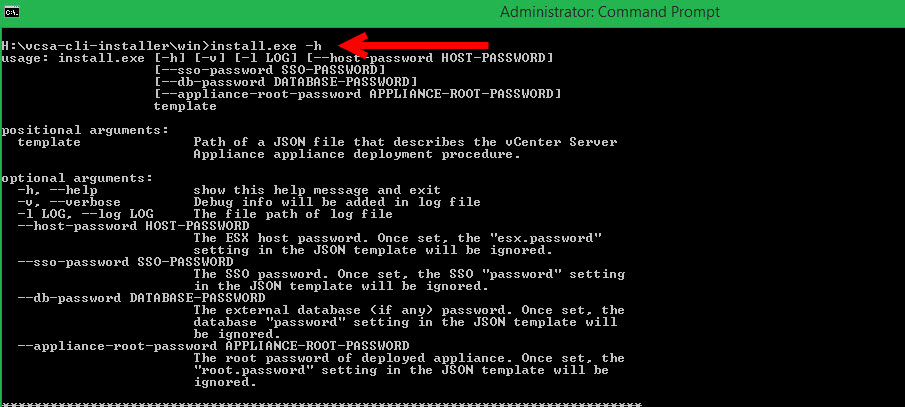 Administrator: Command Prompt
H:\vcsa-cli-installer\win>install.exe -h
usage: install.exe [-h] [-v] [-l LOG] [--host-password HOST-PASSWORD]
[--sso-password SSO-PASSWORD]
[--db-password DATABASE-PASSWORD]
[--appliance-root-password APPLIANCE-ROOT-PASSWORD]
template
positional arguments:
template Path of a JSON file that describes the vCenter Server
Appliance appliance deployment procedure.
optional arguments:
-h, --help show this help message and exit
-v, --verbose Debug info will be added in log file
-l LOG, --log LOG The file path of log file
--host-password HOST-PASSWORD
The ESX host password. Once set, the "esx.password"
setting in the JSON template will be ignored.
--sso-password SSO-PASSWORD
The SSO password. Once set, the SSO "password" setting
in the JSON template will be ignored.
--db-password DATABASE-PASSWORD
The external database (if any) password. Once set, the
database "password" setting in the JSON template will
be ignored.
--appliance-root-password APPLIANCE-ROOT-PASSWORD
The root password of deployed appliance. Once set, the
"root.password" setting in the JSON template will be
ignored.